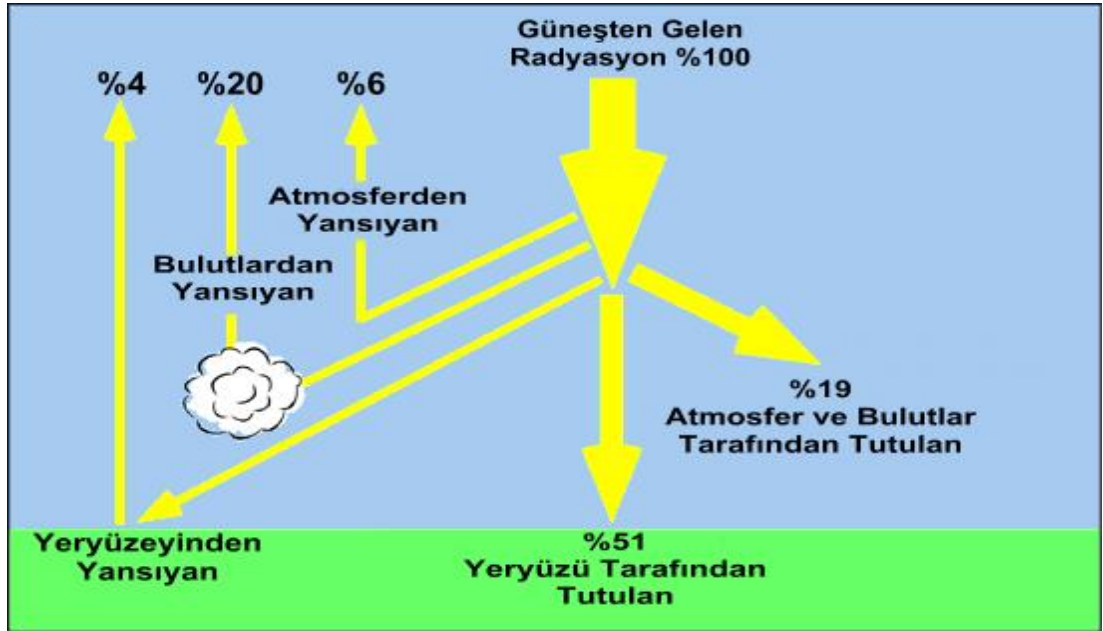 Güneşten Gelen
Radyasyon %100
%4 %20 %6
Atmosferden
Yansıyan
Bulutlardan
Yansıyan
%19
Atmosfer ve Bulutlar
Tarafından Tutulan
Yeryüzeyinden
Yansıyan
%51
Yeryüzü Tarafından
Tutulan